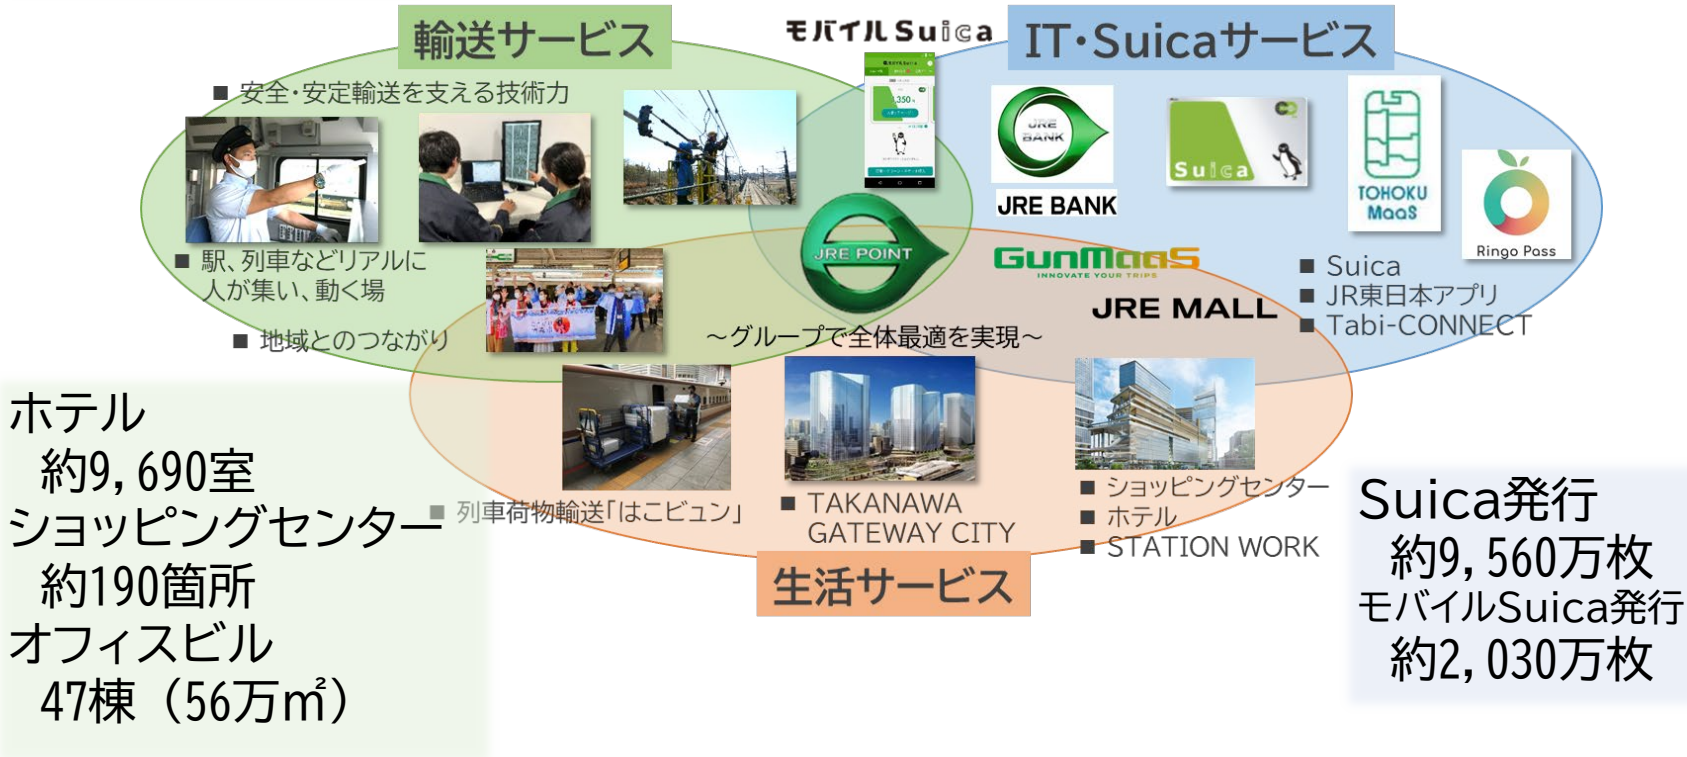 輸送サービス
モバイルSuica
IT・Suicaサービス
■ 安全・安定輸送を支える技術力
JRE
BANK
JRE BANK
Suica
TOHOKU
MaaS
Ringo Pass
■ 駅、列車などリアルに
人が集い、動く場
■ 地域とのつながり
JRE POINT
GunMaaS
INNOVATE YOUR TRIPS
JRE MALL
■ Suica
■ JR東日本アプリ
■ Tabi-CONNECT
～グループで全体最適を実現～
■ 列車荷物輸送「はこビュン」
■ TAKANAWA
GATEWAY CITY
■ ショッピングセンター
■ ホテル
■ STATION WORK
生活サービス
ホテル
約9,690室
ショッピングセンター
約190箇所
オフィスビル
47棟（56万㎡）
Suica発行
約9,560万枚
モバイルSuica発行
約2,030万枚